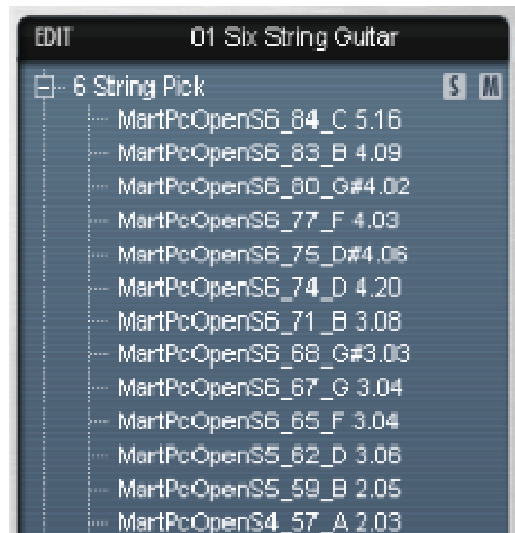 EDIT 01 Six String Guitar
6 String Pick S M
MartPcOpenS6_84_C 5.16
MartPcOpenS6_83_B 4.09
MartPcOpenS6_80_G#4.02
MartPcOpenS6_77_F 4.03
MartPcOpenS6_75_D#4.06
MartPcOpenS6_74_D 4.20
MartPcOpenS6_71_B 3.08
MartPcOpenS6_68_G#3.03
MartPcOpenS6_67_G 3.04
MartPcOpenS6_65_F 3.04
MartPcOpenS5_62_D 3.06
MartPcOpenS5_59_B 2.05
MartPcOpenS4_57_A 2.03